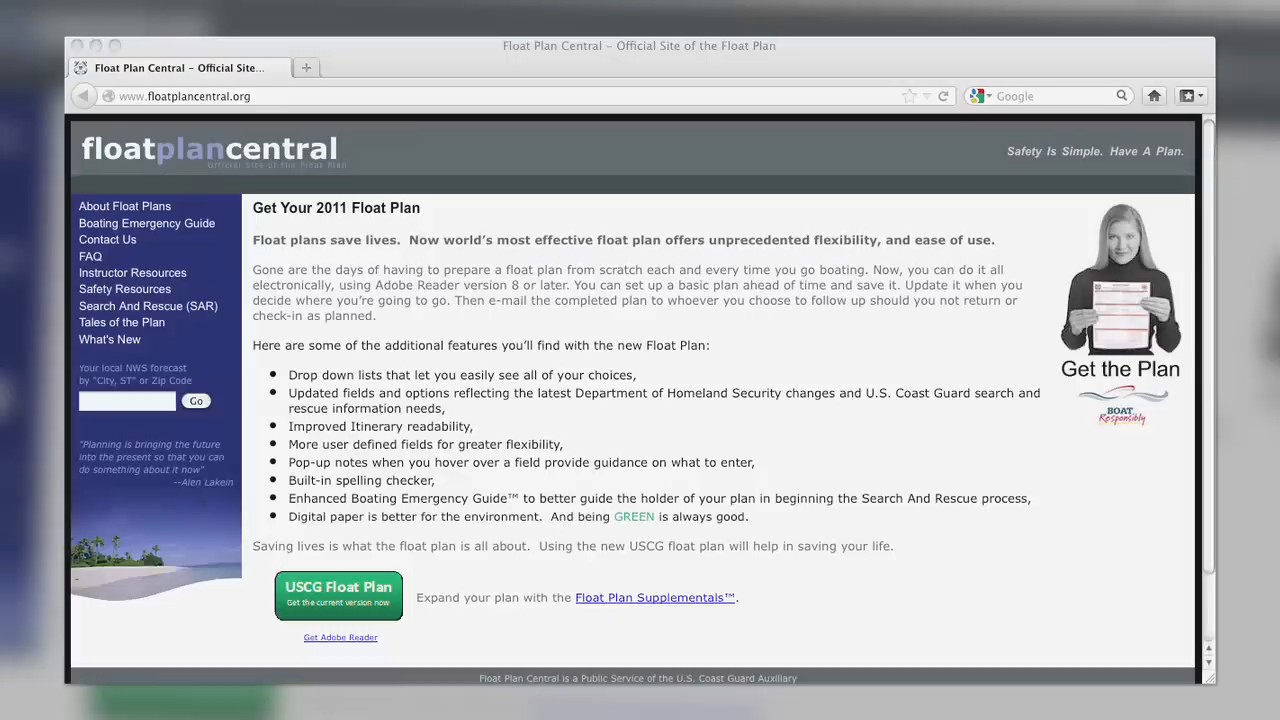 Float Plan Central – Official Site of the Float Plan
Float Plan Central – Official Site...
www.floatplancentral.org
Google
floatplancentral
Official Site of the Float Plan
Safety Is Simple. Have A Plan.
About Float Plans
Boating Emergency Guide
Contact Us
FAQ
Instructor Resources
Safety Resources
Search And Rescue (SAR)
Tales of the Plan
What's New
Your local NWS forecast
by "City, ST" or Zip Code
Go
"Planning is bringing the future
into the present so that you can
do something about it now"
--Alen Lakein
Get Your 2011 Float Plan
Float plans save lives. Now world's most effective float plan offers unprecedented flexibility, and ease of use.
Gone are the days of having to prepare a float plan from scratch each and every time you go boating. Now, you can do it all
electronically, using Adobe Reader version 8 or later. You can set up a basic plan ahead of time and save it. Update it when you
decide where you're going to go. Then e-mail the completed plan to whoever you choose to follow up should you not return or
check-in as planned.
Here are some of the additional features you'll find with the new Float Plan:
Drop down lists that let you easily see all of your choices,
Updated fields and options reflecting the latest Department of Homeland Security changes and U.S. Coast Guard search and
rescue information needs,
Improved Itinerary readability,
More user defined fields for greater flexibility,
Pop-up notes when you hover over a field provide guidance on what to enter,
Built-in spelling checker,
Enhanced Boating Emergency Guide™ to better guide the holder of your plan in beginning the Search And Rescue process,
Digital paper is better for the environment. And being GREEN is always good.
Saving lives is what the float plan is all about. Using the new USCG float plan will help in saving your life.
USCG Float Plan
Get the current version now
Expand your plan with the Float Plan Supplementals™.
Get Adobe Reader
Get the Plan
BOAT
Responsibly
Float Plan Central is a Public Service of the U.S. Coast Guard Auxiliary